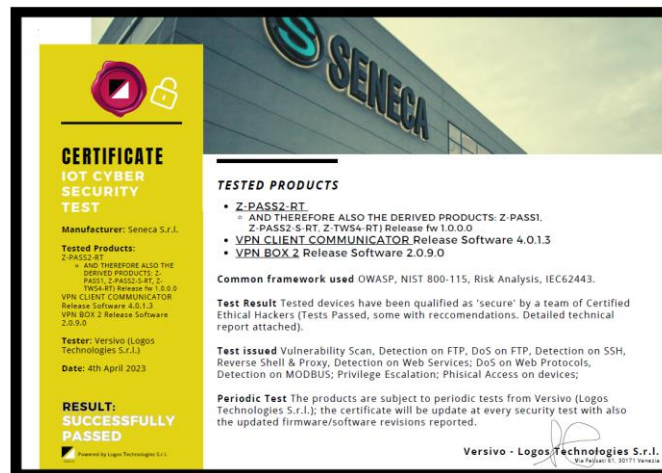 SENECA
CERTIFICATE
IOT CYBER
SECURITY
TEST
Manufacturer: Seneca S.r.l.
Tested Products:
Z-PASS2-RT
AND THEREFORE ALSO THE
DERIVED PRODUCTS: Z-
PASS1, Z-PASS2-S-RT, Z-
TWS4-RT) Release fw 1.0.0.0
VPN CLIENT COMMUNICATOR
Release Software 4.0.1.3
VPN BOX 2 Release Software
2.0.9.0
Tester: Versivo (Logos
Technologies S.r.l.)
Date: 4th April 2023
RESULT:
SUCCESSFULLY
PASSED
Powered by Logos Technologies S.r.l.
TESTED PRODUCTS
Z-PASS2-RT
AND THEREFORE ALSO THE DERIVED PRODUCTS: Z-PASS1,
Z-PASS2-S-RT, Z-TWS4-RT) Release fw 1.0.0.0
VPN CLIENT COMMUNICATOR Release Software 4.0.1.3
VPN BOX 2 Release Software 2.0.9.0
Common framework used OWASP, NIST 800-115, Risk Analysis, IEC62443.
Test Result Tested devices have been qualified as 'secure' by a team of Certified
Ethical Hackers (Tests Passed, some with reccomendations. Detailed technical
report attached).
Test issued Vulnerability Scan, Detection on FTP, DoS on FTP, Detection on SSH,
Reverse Shell & Proxy, Detection on Web Services; DoS on Web Protocols,
Detection on MODBUS; Privilege Escalation; Phisical Access on devices;
Periodic Test The products are subject to periodic tests from Versivo (Logos
Technologies S.r.l.); the certificate will be update at every security test with also
the updated firmware/software revisions reported.
Versivo - Logos Technologies S.r.l.
30171 Venezia